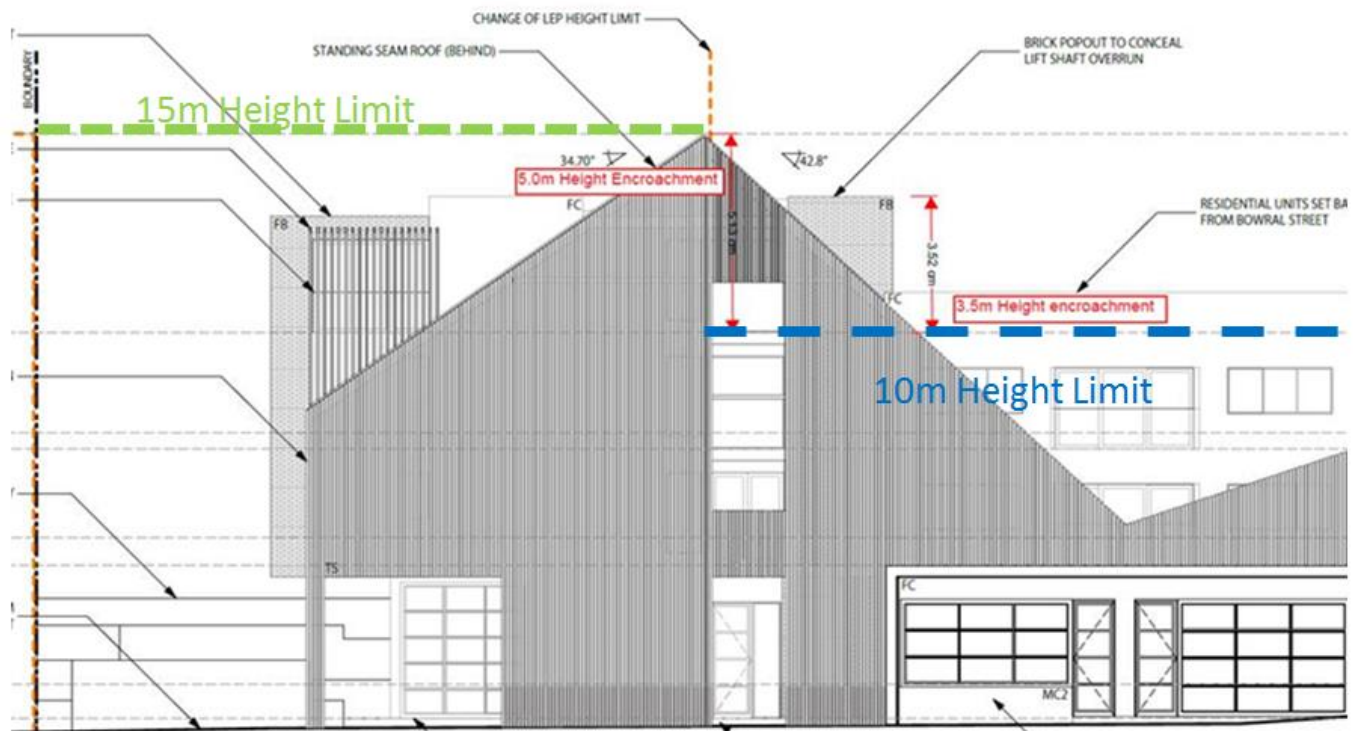 CHANGE OF LEP HEIGHT LIMIT
STANDING SEAM ROOF (BEHIND)
BRICK POPOUT TO CONCEAL
LIFT SHAFT OVERRUN
BOUNDARY
15m Height Limit
34.70°
42.8°
5.0m Height Encroachment
FC
FB
RESIDENTIAL UNITS SET BA
FROM BOWRAL STREET
FB
5.13 cm
3.52 cm
FC
3.5m Height encroachment
10m Height Limit
TS
FC
MC2